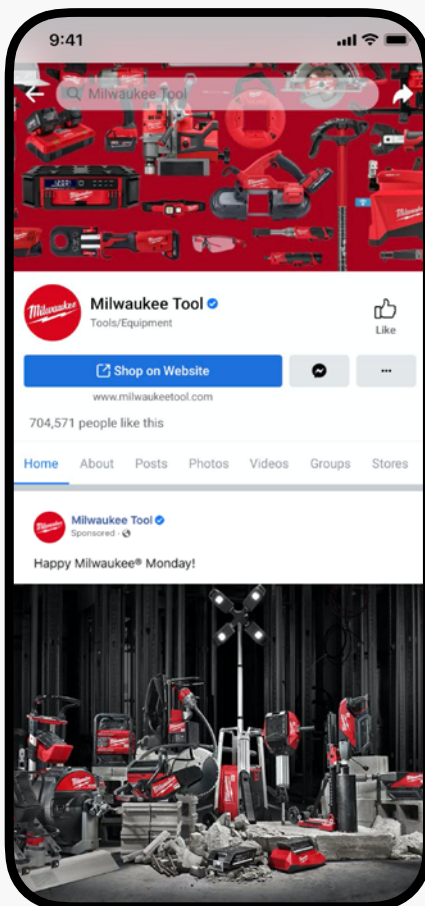 9:41
Milwaukee Tool
Milwaukee
Milwaukee Tool
Tools/Equipment
Like
Shop on Website
www.milwaukeetool.com
704,571 people like this
Home About Posts Photos Videos Groups Stores
Milwaukee Tool
Sponsored ·
Happy Milwaukee® Monday!